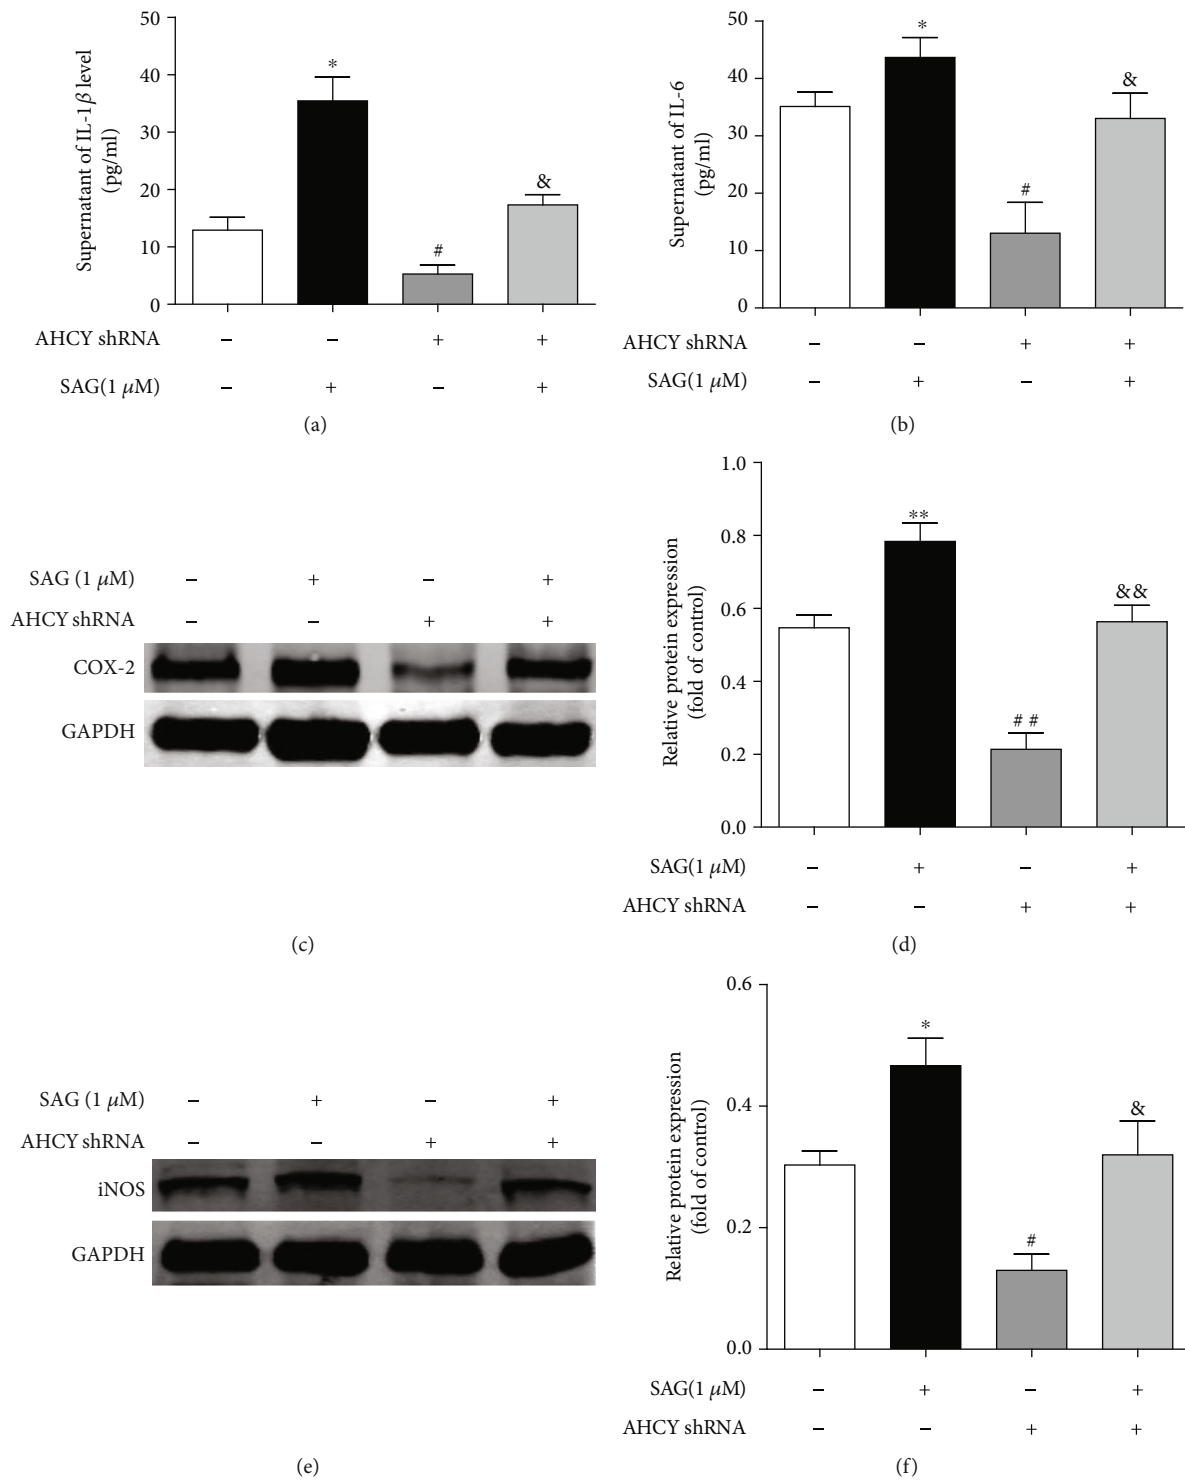 50
40
30
20
10
0
Supernatant of IL-1β level
(pg/ml)
*
#
&
AHCY shRNA – – + +
SAG(1 μM) – + – +
(a)
50
40
30
20
10
0
Supernatant of IL-6
(pg/ml)
*
#
&
AHCY shRNA – – + +
SAG(1 μM) – + – +
(b)
SAG (1 μM) – + – +
AHCY shRNA – – + +
COX-2
GAPDH
(c)
1.0
0.8
0.6
0.4
0.2
0.0
Relative protein expression
(fold of control)
**
# #
&&
SAG(1 μM) – + – +
AHCY shRNA – – + +
(d)
SAG (1 μM) – + – +
AHCY shRNA – – + +
iNOS
GAPDH
(e)
0.6
0.4
0.2
0.0
Relative protein expression
(fold of control)
*
#
&
SAG(1 μM) – + – +
AHCY shRNA – – + +
(f)